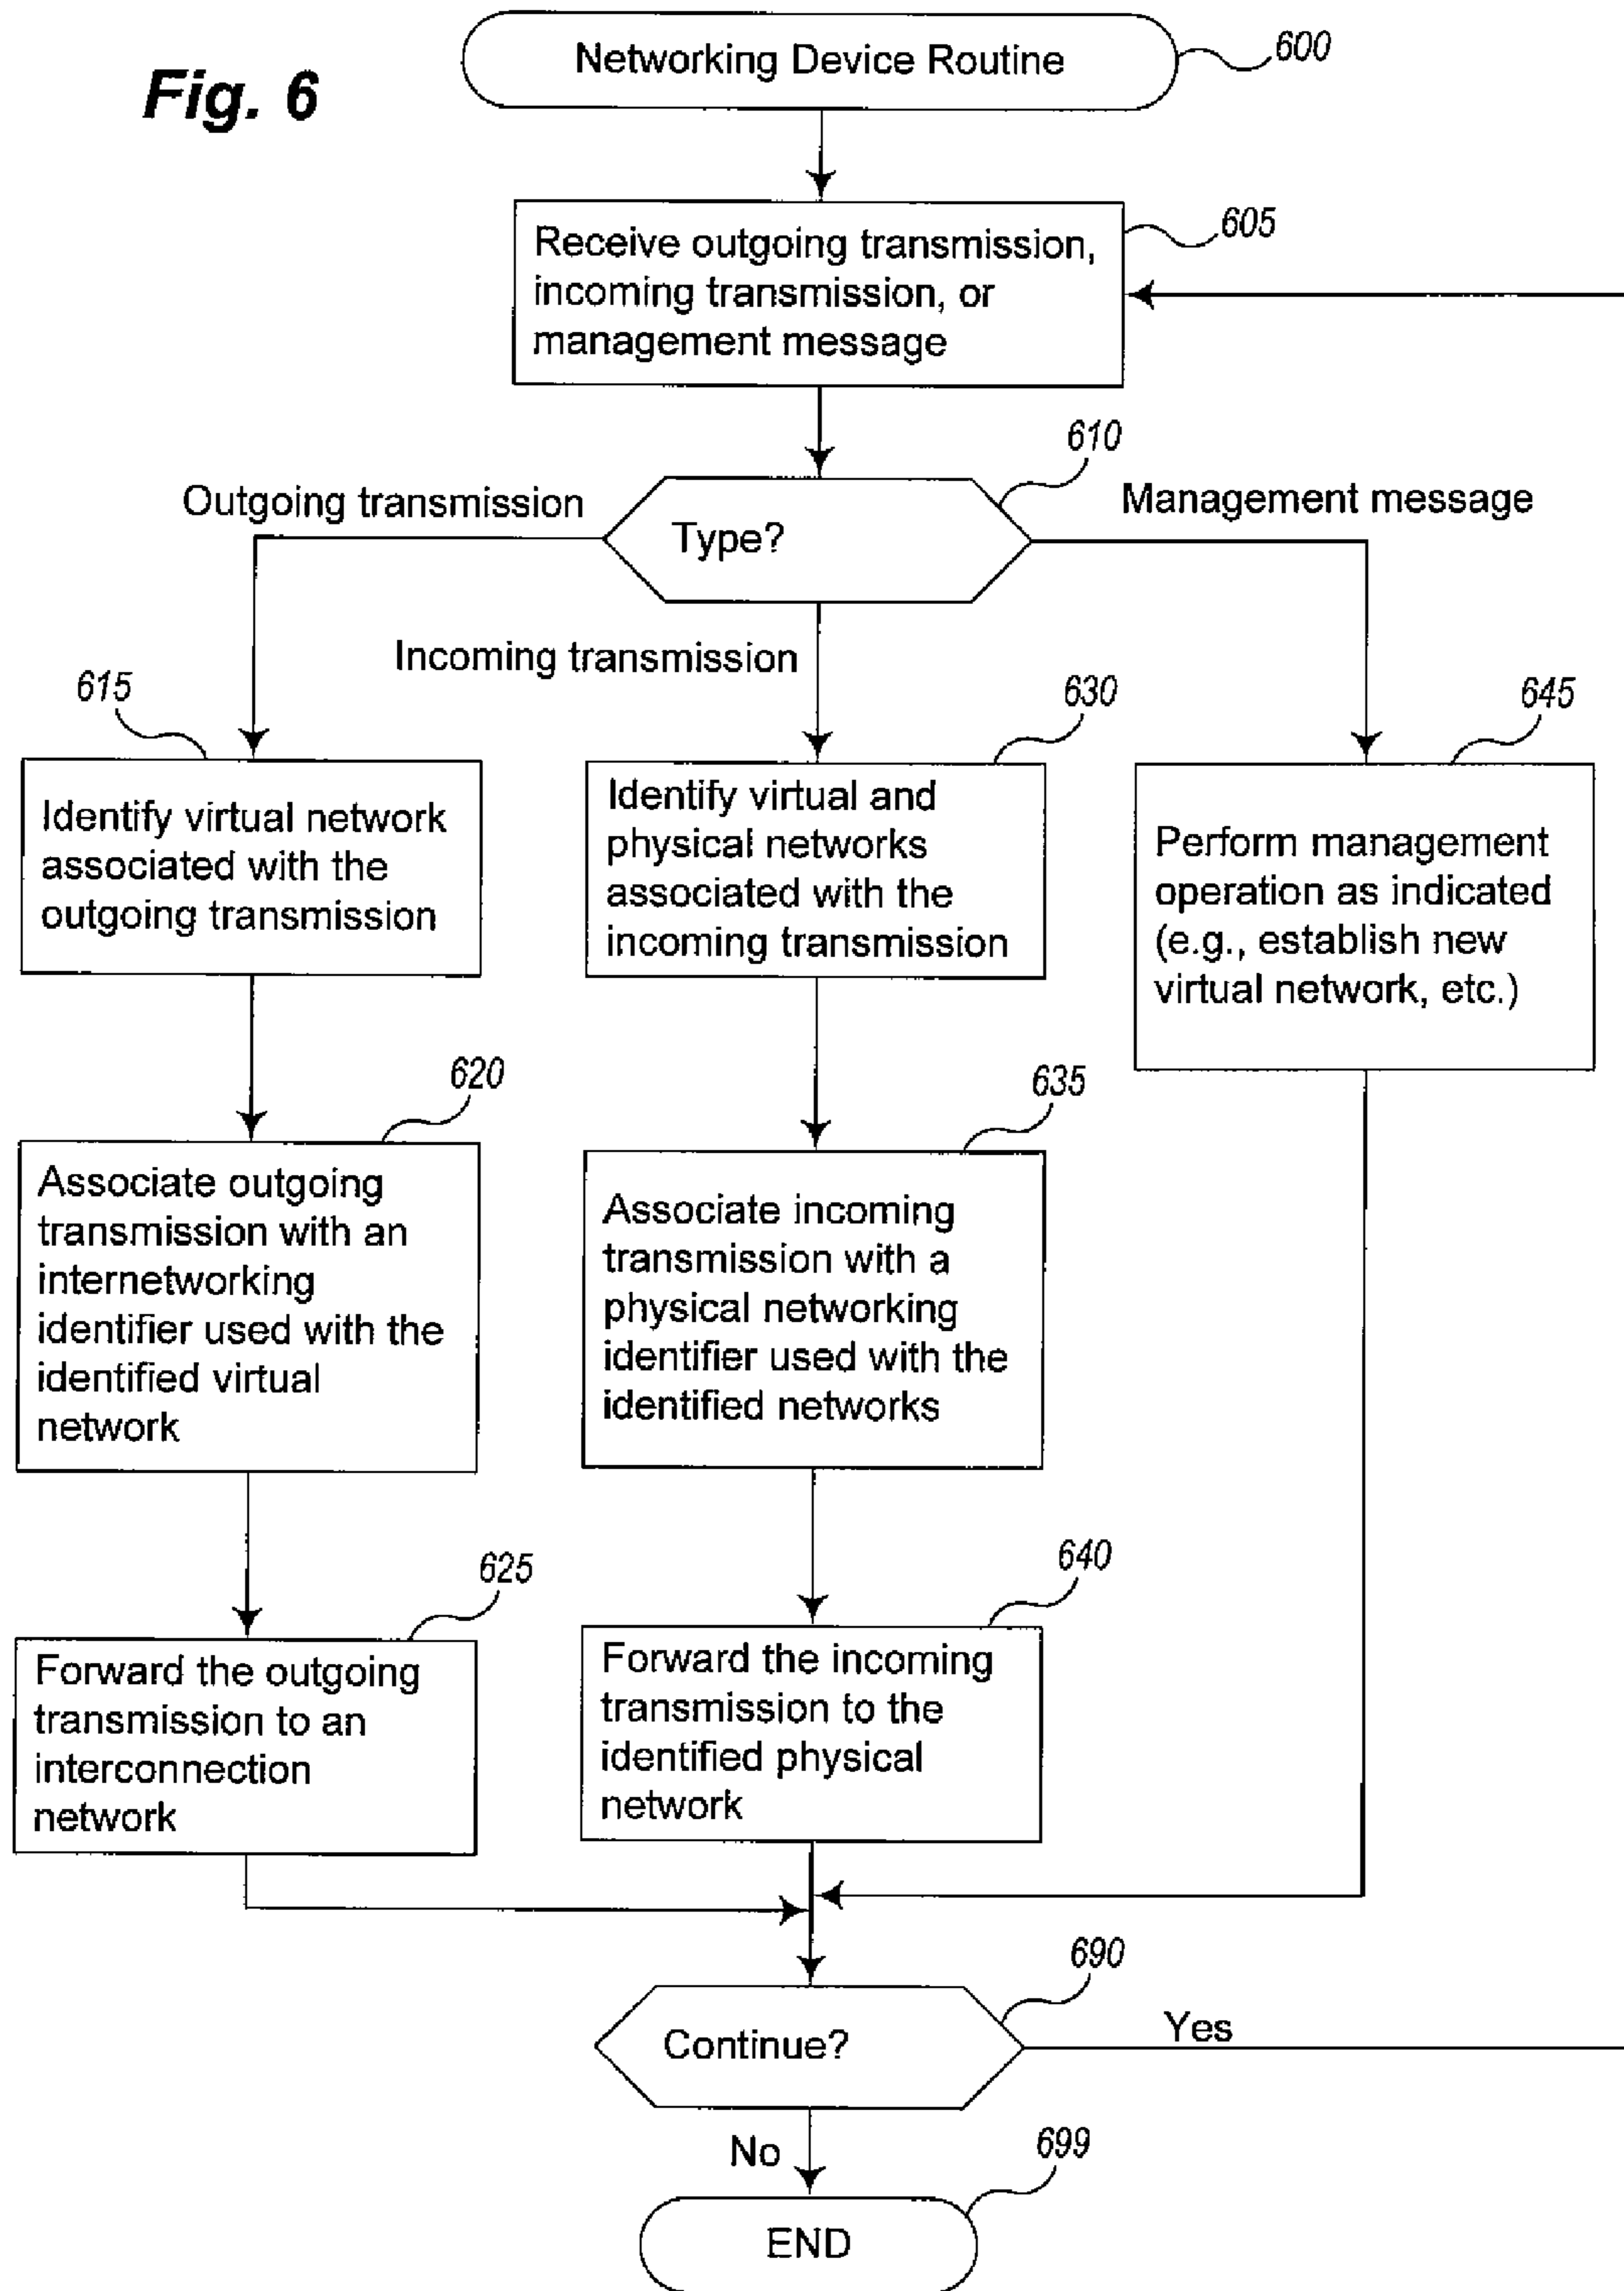 Fig. 6
Networking Device Routine
600
Receive outgoing transmission,
incoming transmission, or
management message
605
610
Type?
Outgoing transmission
Incoming transmission
Management message
615
Identify virtual network
associated with the
outgoing transmission
630
Identify virtual and
physical networks
associated with the
incoming transmission
645
Perform management
operation as indicated
(e.g., establish new
virtual network, etc.)
620
Associate outgoing
transmission with an
internetworking
identifier used with the
identified virtual
network
635
Associate incoming
transmission with a
physical networking
identifier used with the
identified networks
625
Forward the outgoing
transmission to an
interconnection
network
640
Forward the incoming
transmission to the
identified physical
network
690
Continue?
Yes
No
699
END